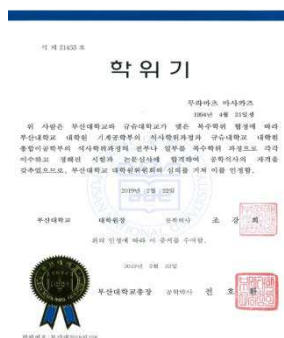 석 제 21453 호
학위기
무라마츠 마사카즈
1994년 4월 21일생
위 사람은 부산대학교와 규슈대학교가 맺은 복수학위 협정에 따라
부산대학교 대학원 기계공학부의 석사학위과정과 규슈대학교 대학원
종합이공학부의 석사학위과정의 전부나 일부를 복수학위 과정으로 각각
이수하고 정해진 시험과 논문심사에 합격하여 공학석사의 자격을
갖추었으므로, 부산대학교 대학원위원회의 심의를 거쳐 이를 인정함.
2019년 2월 22일
부산대학교 대학원장 문학박사 조 강 희
위의 인정에 따라 이 증서를 수여함.
2019년 2월 22일
부산대학교총장 공학박사 전 호 환